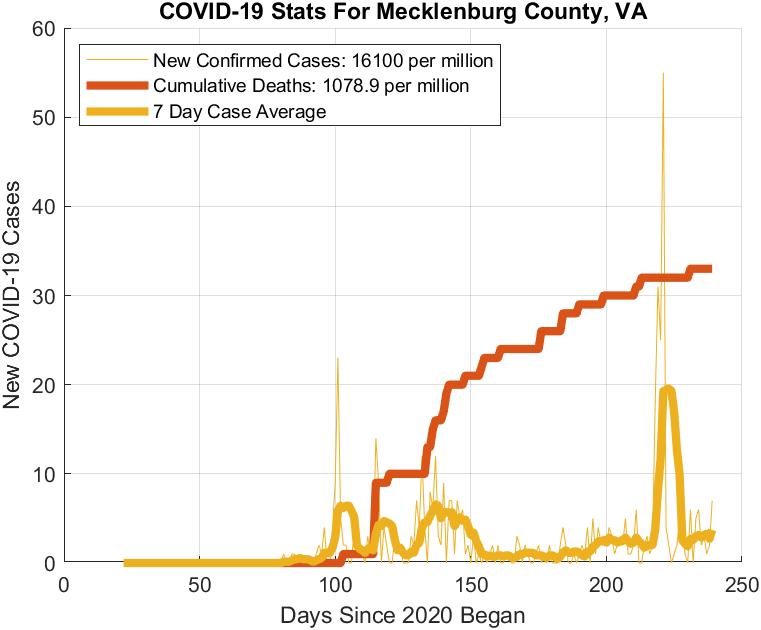 COVID-19 Stats For Mecklenburg County, VA
60
New Confirmed Cases: 16100 per million
Cumulative Deaths: 1078.9 per million
7 Day Case Average
50
40
30
20
10
0
New COVID-19 Cases
0 50 100 150 200 250
Days Since 2020 Began